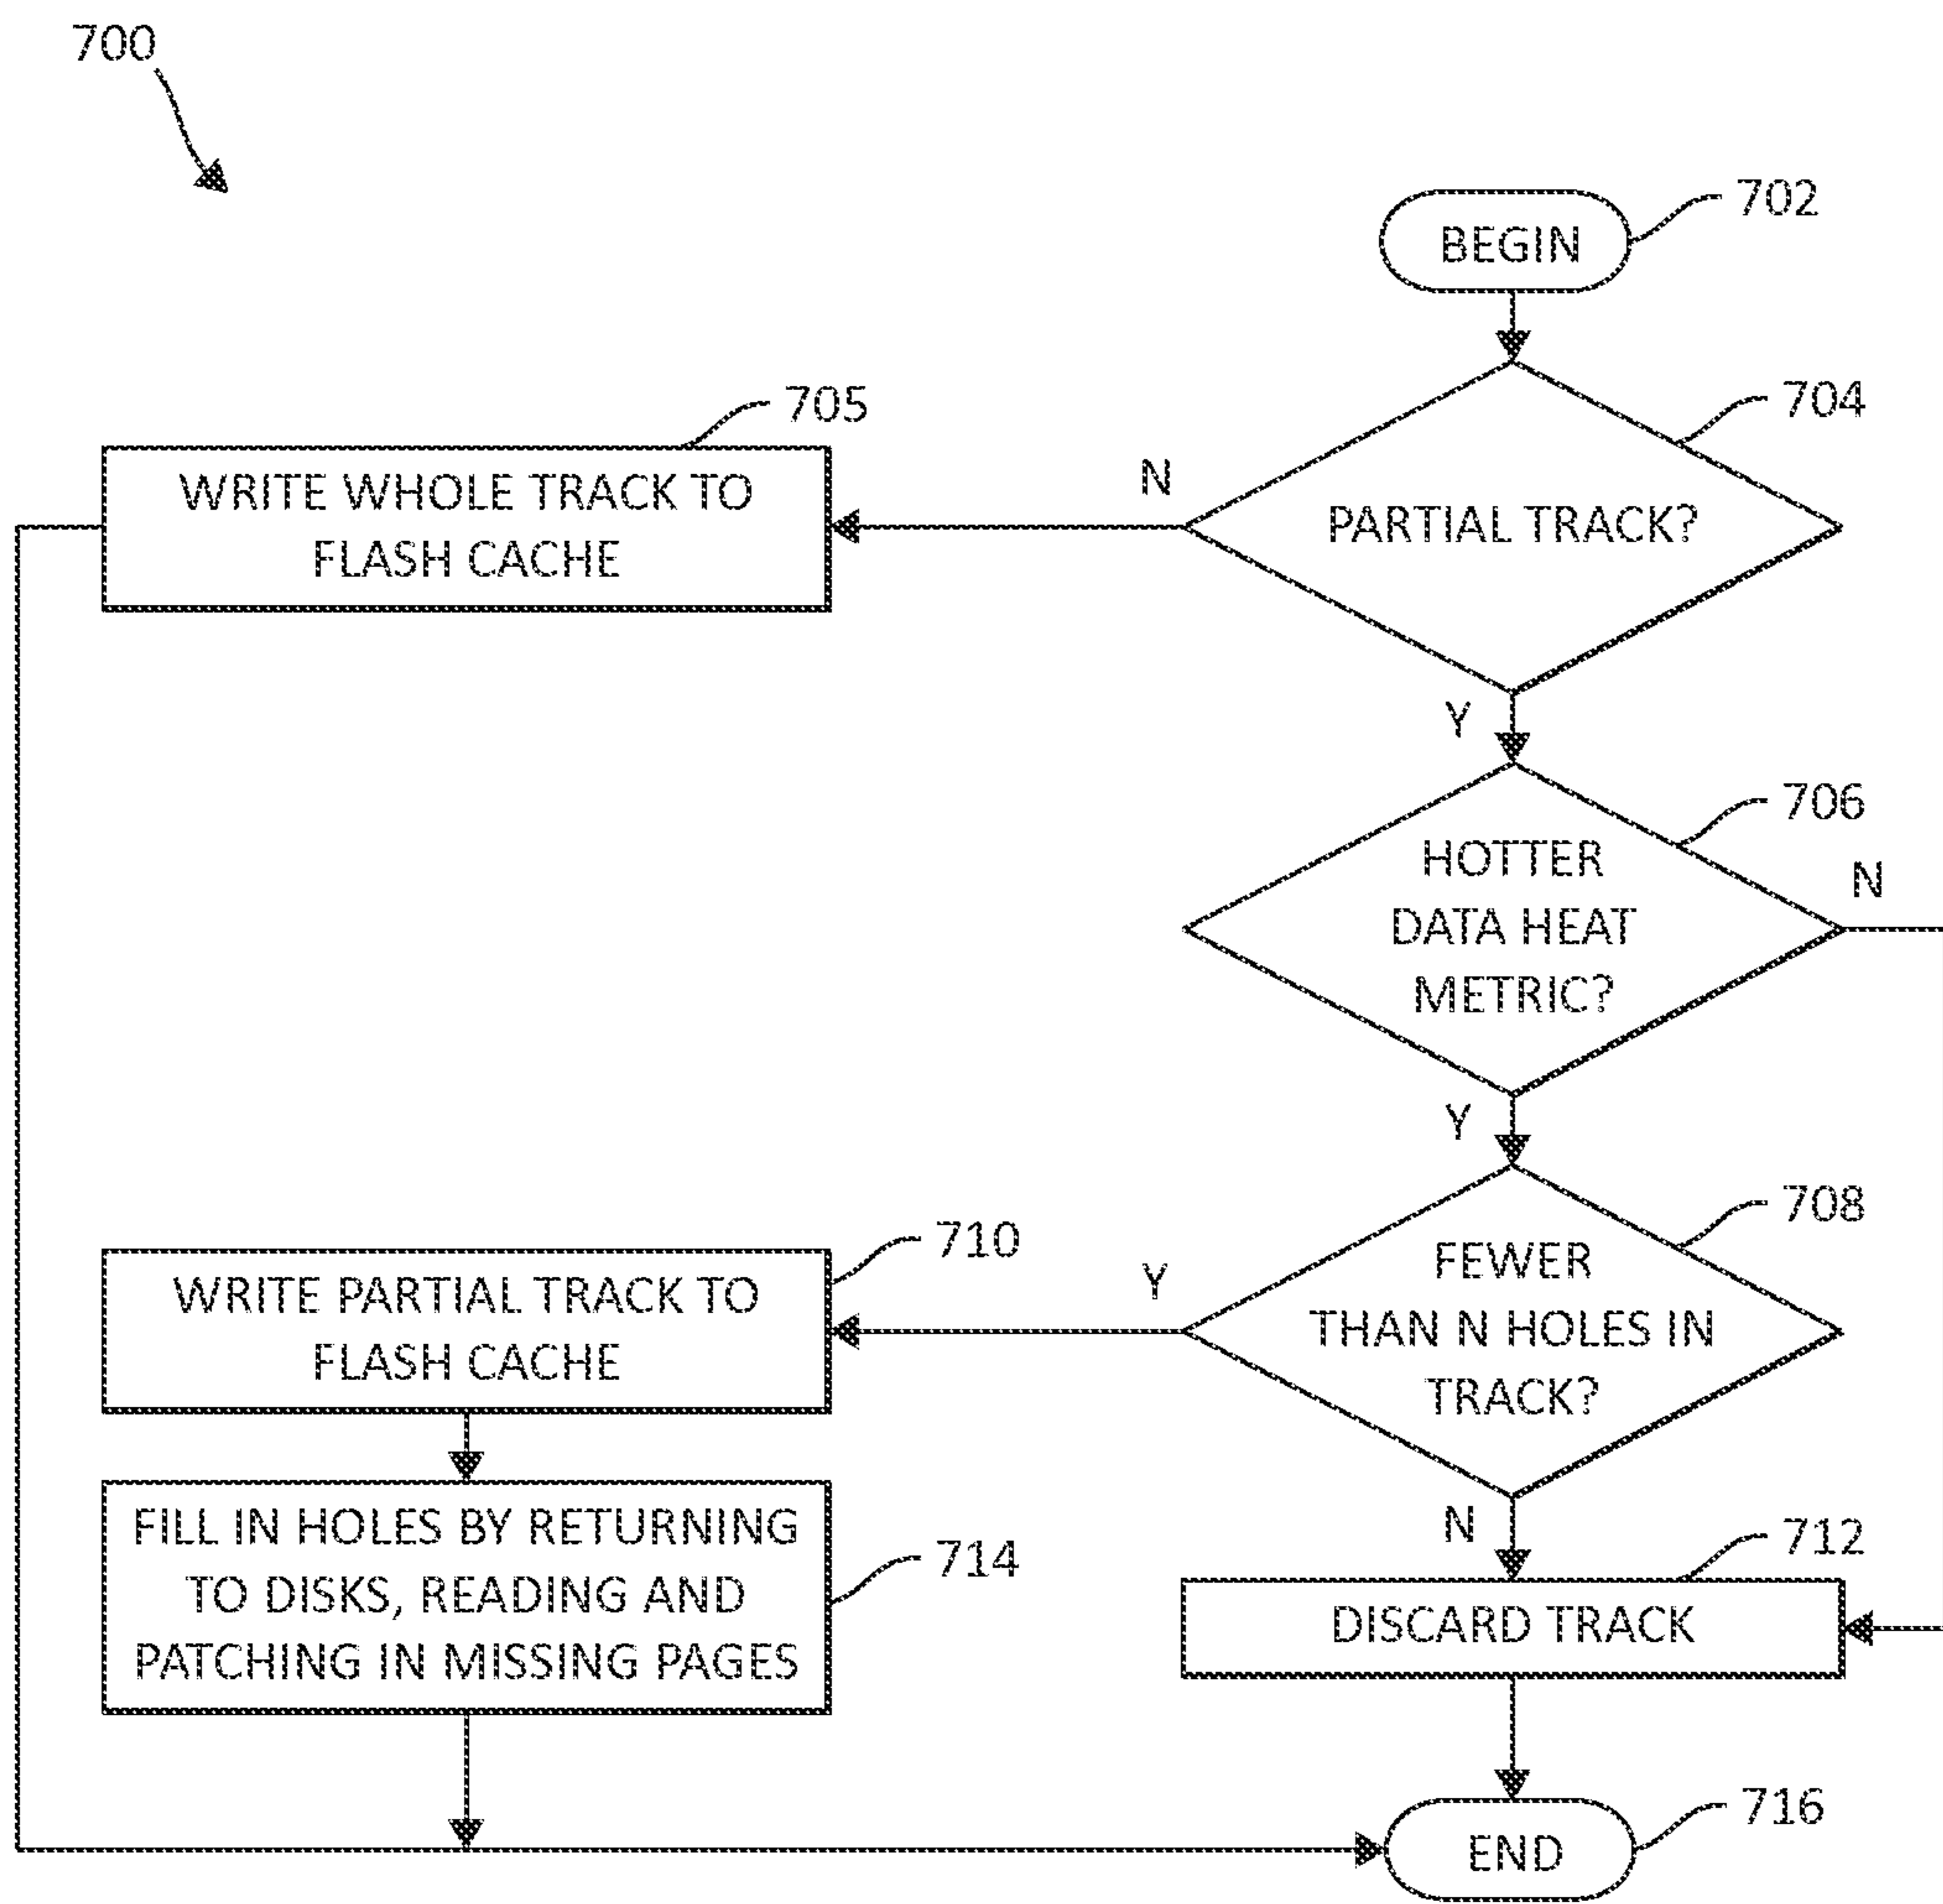 700
BEGIN
702
704
PARTIAL TRACK?
N
705
WRITE WHOLE TRACK TO
FLASH CACHE
Y
706
HOTTER
DATA HEAT
METRIC?
N
Y
708
FEWER
THAN N HOLES IN
TRACK?
Y
710
WRITE PARTIAL TRACK TO
FLASH CACHE
714
FILL IN HOLES BY RETURNING
TO DISKS, READING AND
PATCHING IN MISSING PAGES
N
712
DISCARD TRACK
716
END